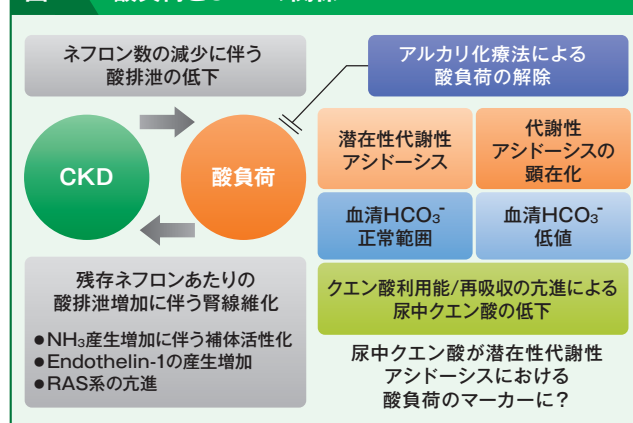 ネフロン数の減少に伴う
酸排泄の低下
アルカリ化療法による
酸負荷の解除
CKD
酸負荷
潜在性代謝性
アシドーシス
代謝性
アシドーシスの
顕在化
血清HCO₃⁻
正常範囲
血清HCO₃⁻
低値
残存ネフロンあたりの
酸排泄増加に伴う腎線維化
●NH₃産生増加に伴う補体活性化
●Endothelin-1の産生増加
●RAS系の亢進
クエン酸利用能/再吸収の亢進による
尿中クエン酸の低下
尿中クエン酸が潜在性代謝性
アシドーシスにおける
酸負荷のマーカーに？